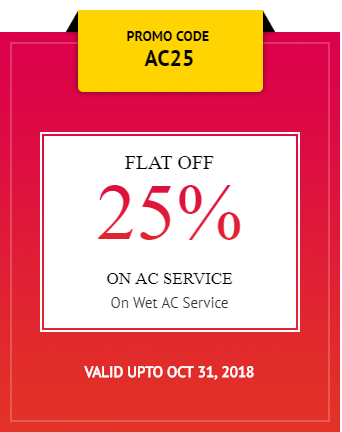 PROMO CODE
AC25
FLAT OFF
25%
ON AC SERVICE
On Wet AC Service
VALID UPTO OCT 31, 2018